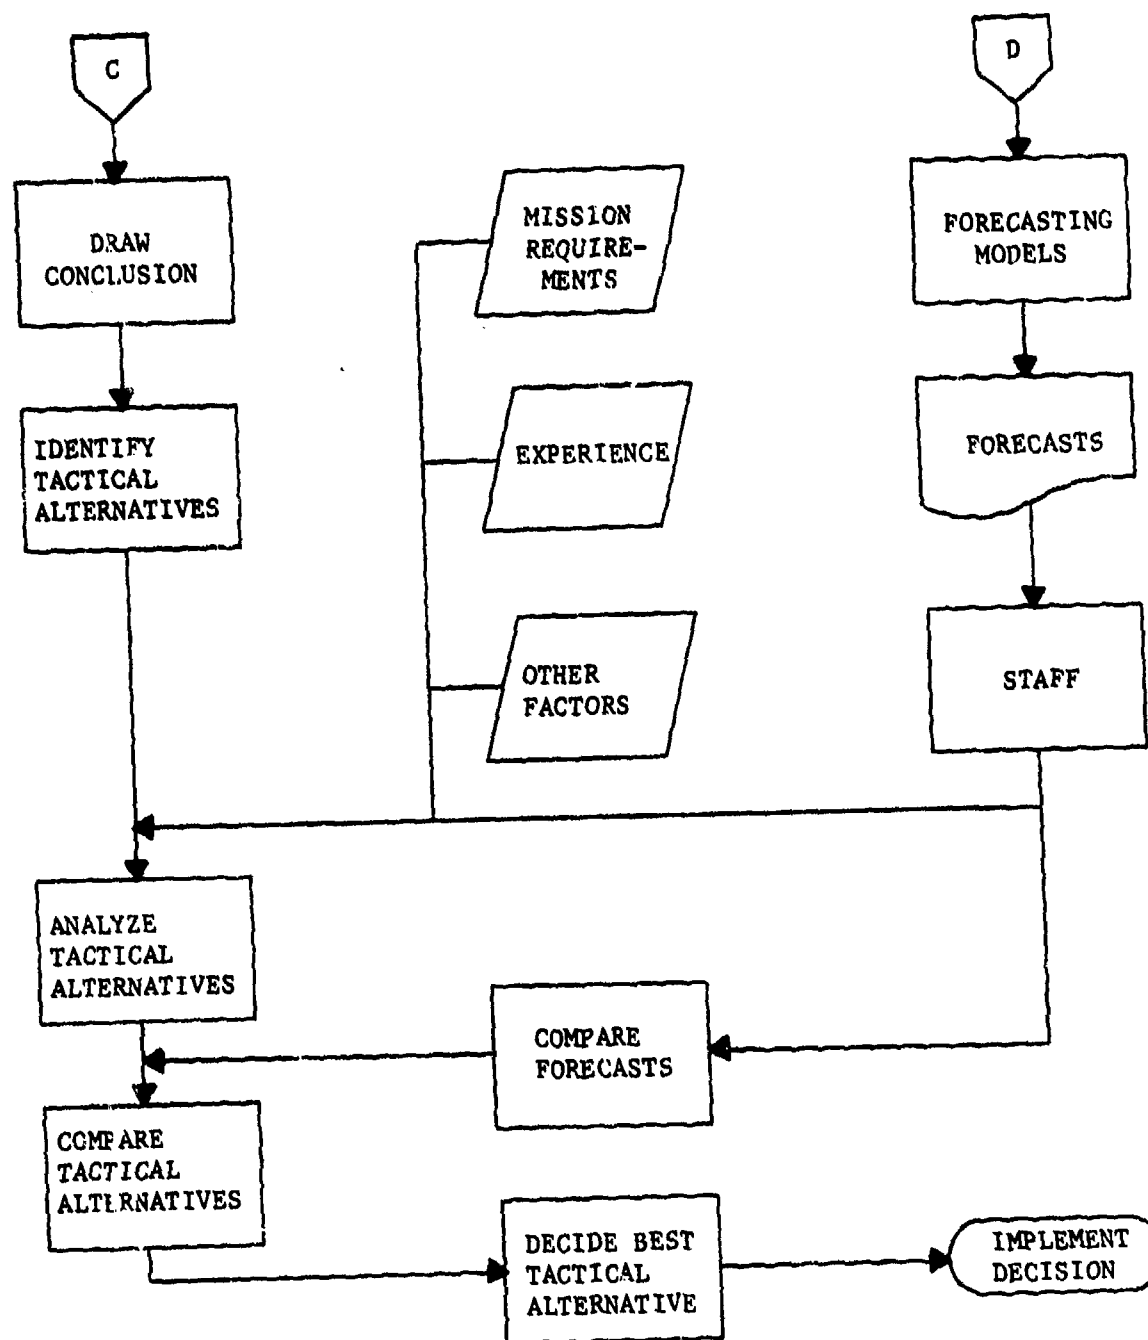 C
D
DRAW
CONCLUSION
MISSION
REQUIRE-
MENTS
FORECASTING
MODELS
IDENTIFY
TACTICAL
ALTERNATIVES
EXPERIENCE
FORECASTS
OTHER
FACTORS
STAFF
ANALYZE
TACTICAL
ALTERNATIVES
COMPARE
FORECASTS
COMPARE
TACTICAL
ALTERNATIVES
DECIDE BEST
TACTICAL
ALTERNATIVE
IMPLEMENT
DECISION